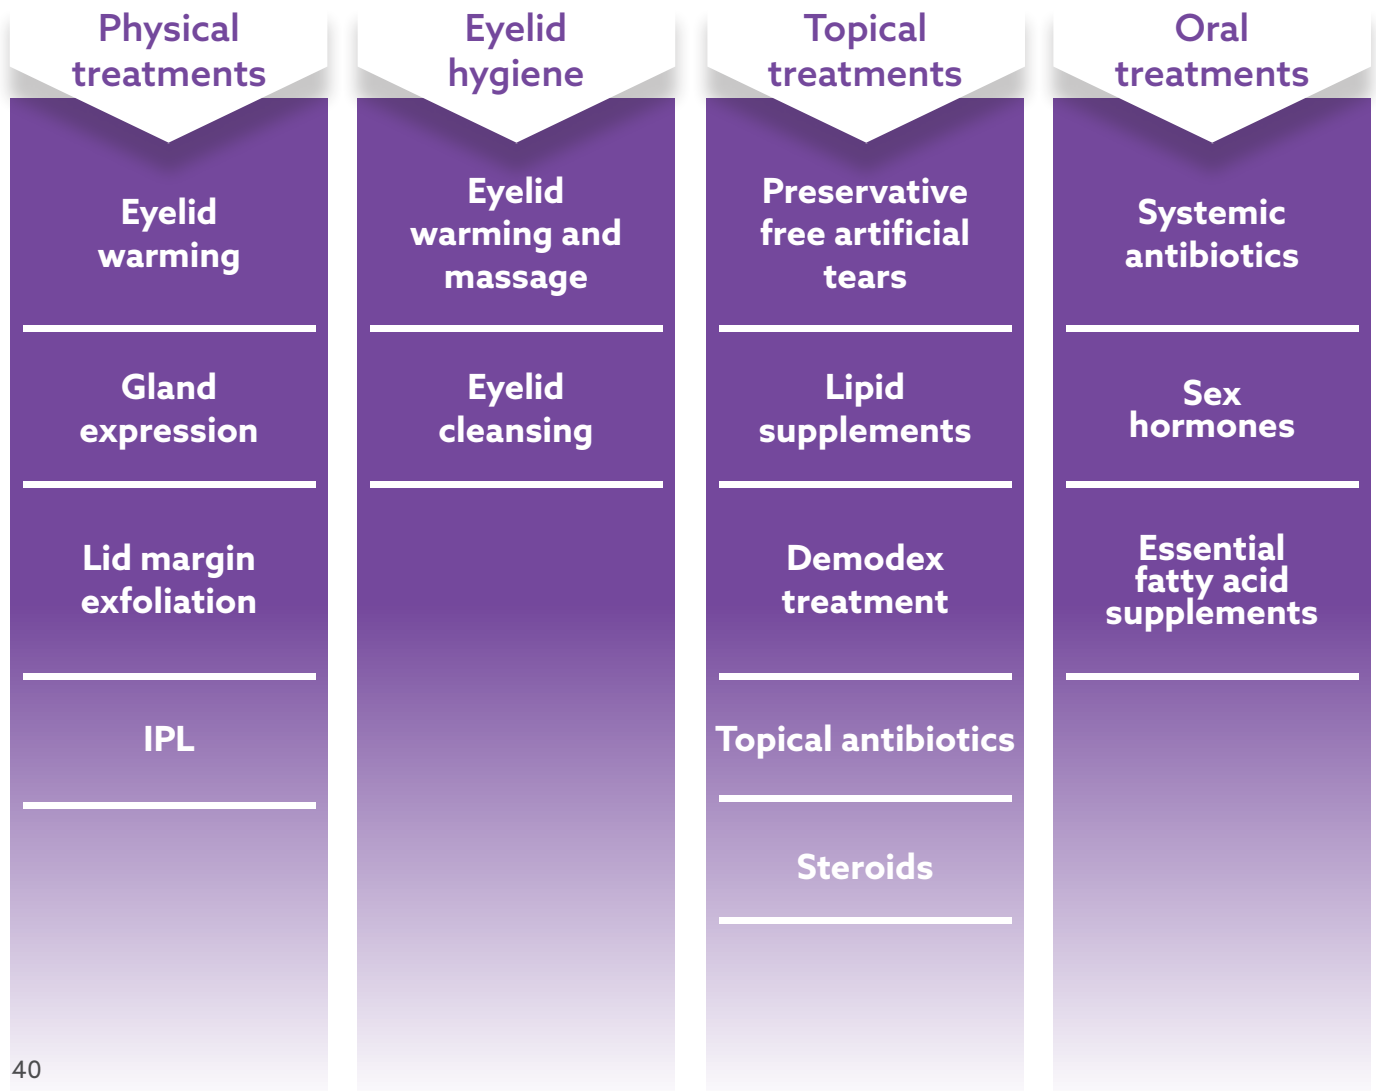 Physical
treatments
Eyelid
warming
Gland
expression
Lid margin
exfoliation
IPL
Eyelid
hygiene
Eyelid
warming and
massage
Eyelid
cleansing
Topical
treatments
Preservative
free artificial
tears
Lipid
supplements
Demodex
treatment
Topical antibiotics
Steroids
Oral
treatments
Systemic
antibiotics
Sex
hormones
Essential
fatty acid
supplements
40